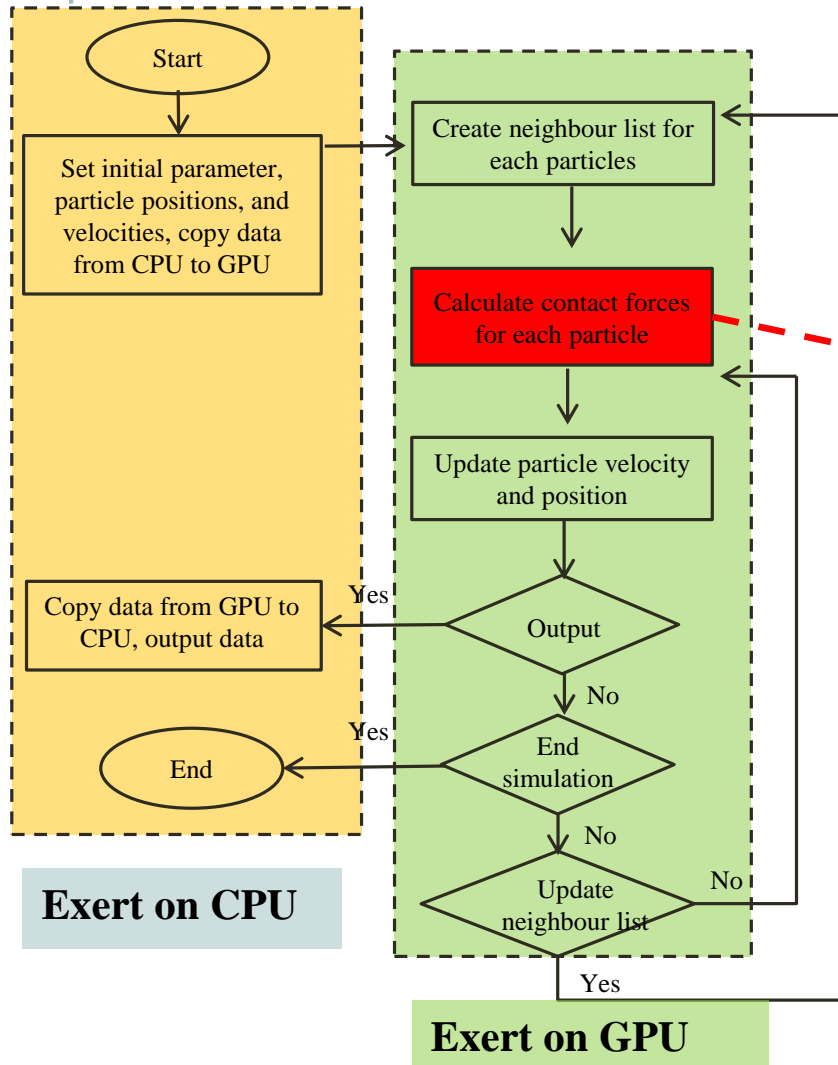 Start
Set initial parameter,
particle positions, and
velocities, copy data
from CPU to GPU
Create neighbour list for
each particles
Calculate contact forces
for each particle
Update particle velocity
and position
Output
Yes
Copy data from GPU to
CPU, output data
No
End
simulation
Yes
End
No
Update
neighbour list
No
Yes
Exert on CPU
Exert on GPU